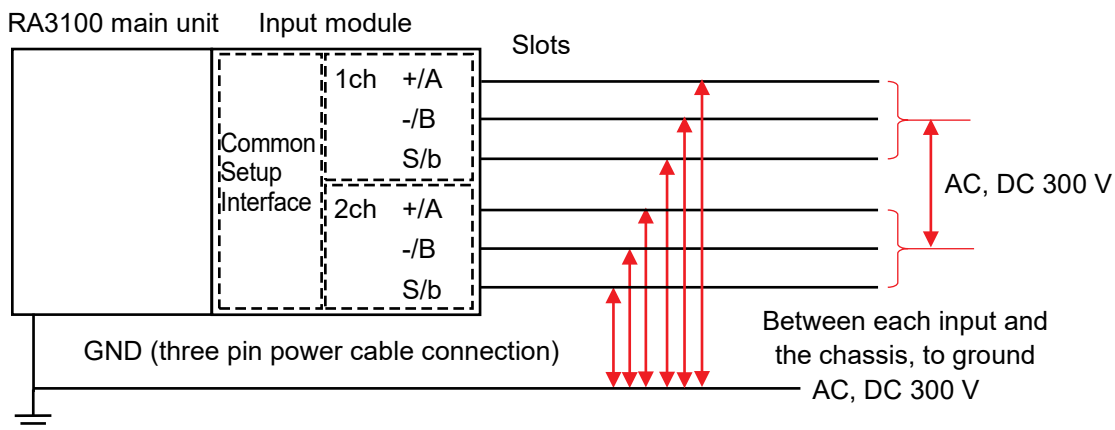 RA3100 main unit
Input module
Slots
1ch +/A
-/B
S/b
Common
Setup
Interface
2ch +/A
-/B
S/b
AC, DC 300 V
GND (three pin power cable connection)
Between each input and
the chassis, to ground
AC, DC 300 V